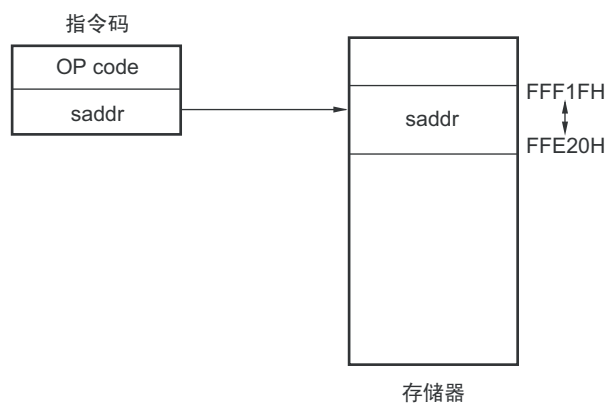 指令码
OP code
saddr
saddr
FFF1FH
FFE20H
存储器